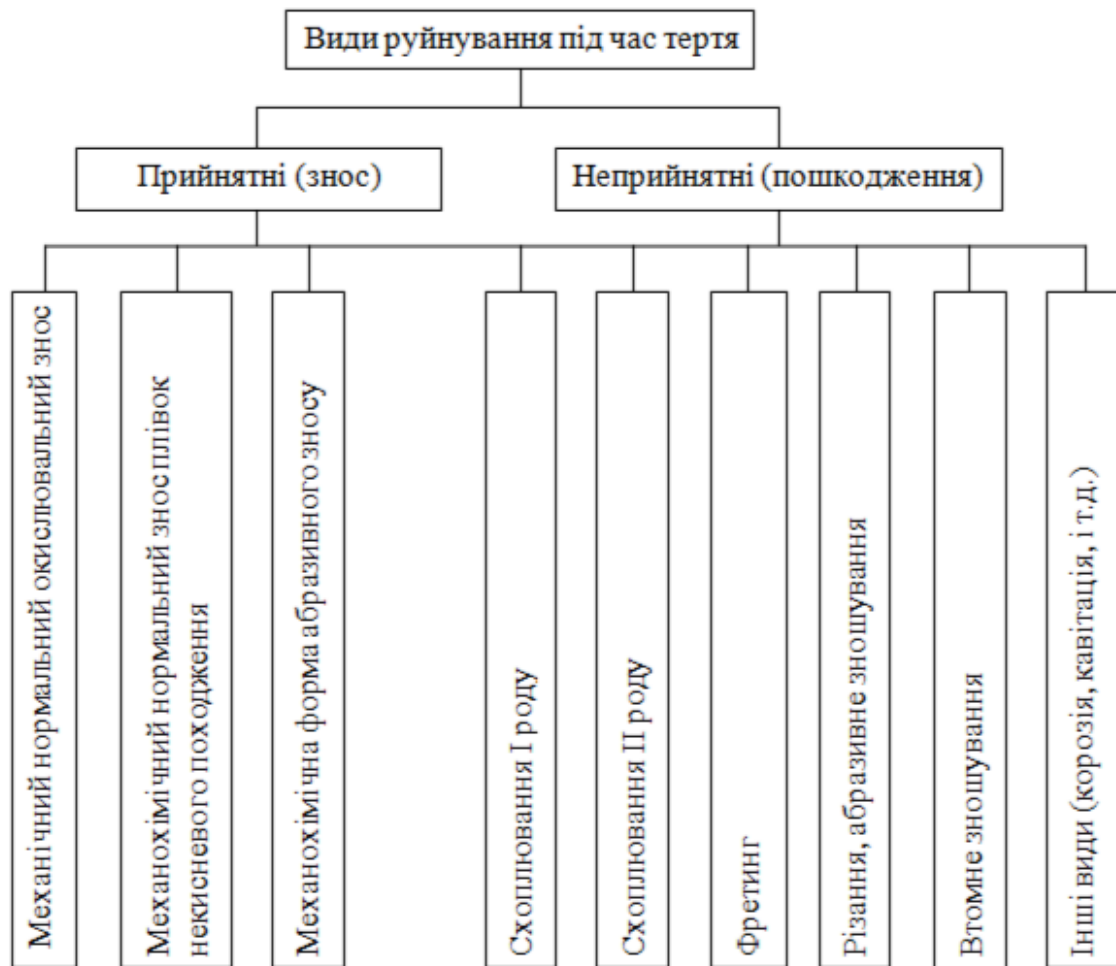 Види руйнування під час тертя
Прийнятні (знос)
Неприйнятні (пошкодження)
Механічний нормальний окислювальний знос
Механохімічний нормальний знос плівок
некисневого походження
Механохімічна форма абразивного зносу
Схоплювання І роду
Схоплювання ІІ роду
Фретинг
Різання, абразивне зношування
Втомне зношування
Інші види (корозія, кавітація, і т.д.)